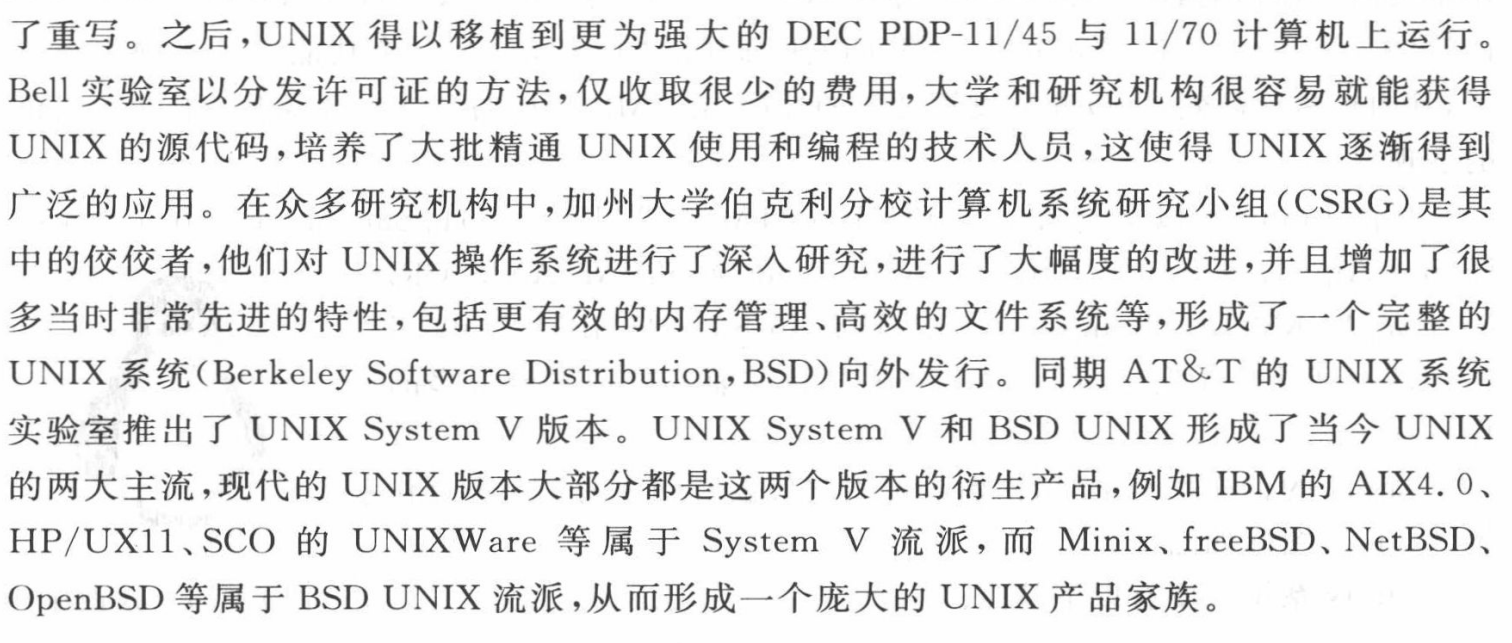 了重写。之后,UNIX 得以移植到更为强大的 DEC PDP-11/45 与 11/70 计算机上运行。
Bell 实验室以分发许可证的方法,仅收取很少的费用,大学和研究机构很容易就能获得
UNIX 的源代码,培养了大批精通 UNIX 使用和编程的技术人员,这使得 UNIX 逐渐得到
广泛的应用。在众多研究机构中,加州大学伯克利分校计算机系统研究小组(CSRG)是其
中的佼佼者,他们对 UNIX 操作系统进行了深入研究,进行了大幅度的改进,并且增加了很
多当时非常先进的特性,包括更有效的内存管理、高效的文件系统等,形成了一个完整的
UNIX 系统(Berkeley Software Distribution,BSD)向外发行。同期 AT&T 的 UNIX 系统
实验室推出了 UNIX System V 版本。UNIX System V 和 BSD UNIX 形成了当今 UNIX
的两大主流,现代的 UNIX 版本大部分都是这两个版本的衍生产品,例如 IBM 的 AIX4.0、
HP/UX11、SCO 的 UNIXWare 等属于 System V 流派,而 Minix、freeBSD、NetBSD、
OpenBSD 等属于 BSD UNIX 流派,从而形成一个庞大的 UNIX 产品家族。